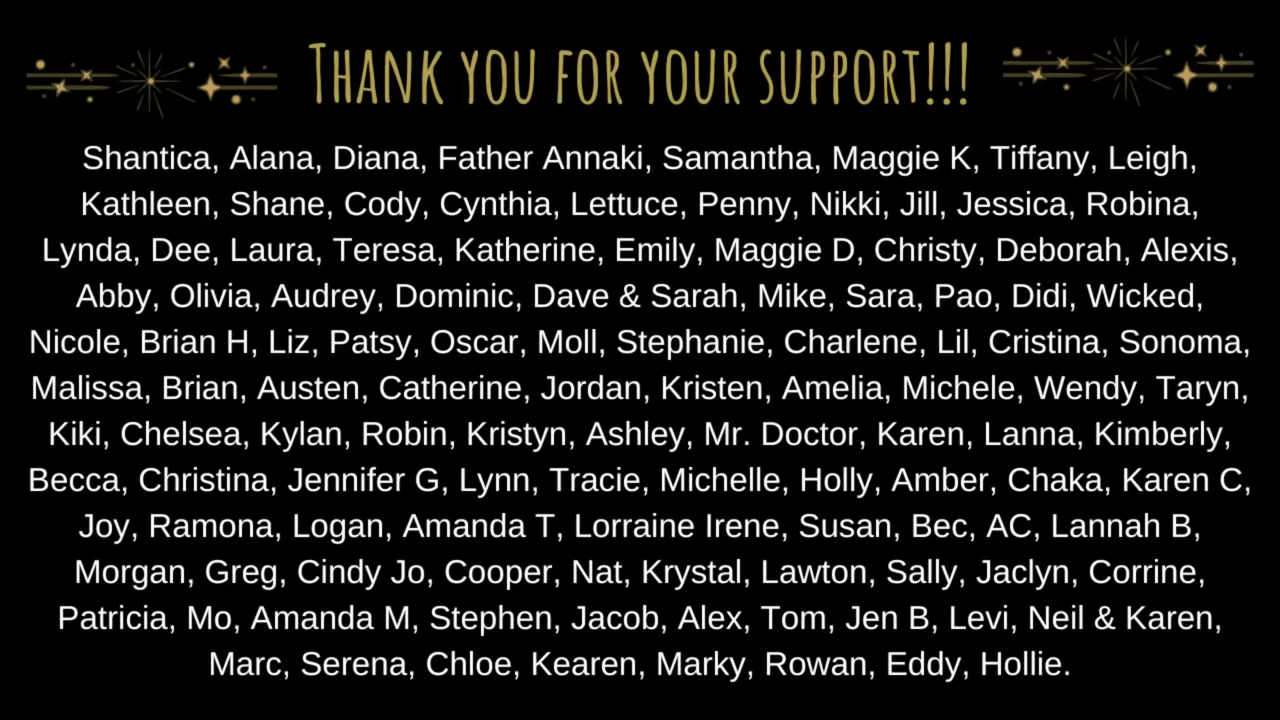 Thank you for your support!!!
Shantica, Alana, Diana, Father Annaki, Samantha, Maggie K, Tiffany, Leigh,
Kathleen, Shane, Cody, Cynthia, Lettuce, Penny, Nikki, Jill, Jessica, Robina,
Lynda, Dee, Laura, Teresa, Katherine, Emily, Maggie D, Christy, Deborah, Alexis,
Abby, Olivia, Audrey, Dominic, Dave & Sarah, Mike, Sara, Pao, Didi, Wicked,
Nicole, Brian H, Liz, Patsy, Oscar, Moll, Stephanie, Charlene, Lil, Cristina, Sonoma,
Malissa, Brian, Austen, Catherine, Jordan, Kristen, Amelia, Michele, Wendy, Taryn,
Kiki, Chelsea, Kylan, Robin, Kristyn, Ashley, Mr. Doctor, Karen, Lanna, Kimberly,
Becca, Christina, Jennifer G, Lynn, Tracie, Michelle, Holly, Amber, Chaka, Karen C,
Joy, Ramona, Logan, Amanda T, Lorraine Irene, Susan, Bec, AC, Lannah B,
Morgan, Greg, Cindy Jo, Cooper, Nat, Krystal, Lawton, Sally, Jaclyn, Corrine,
Patricia, Mo, Amanda M, Stephen, Jacob, Alex, Tom, Jen B, Levi, Neil & Karen,
Marc, Serena, Chloe, Kearen, Marky, Rowan, Eddy, Hollie.